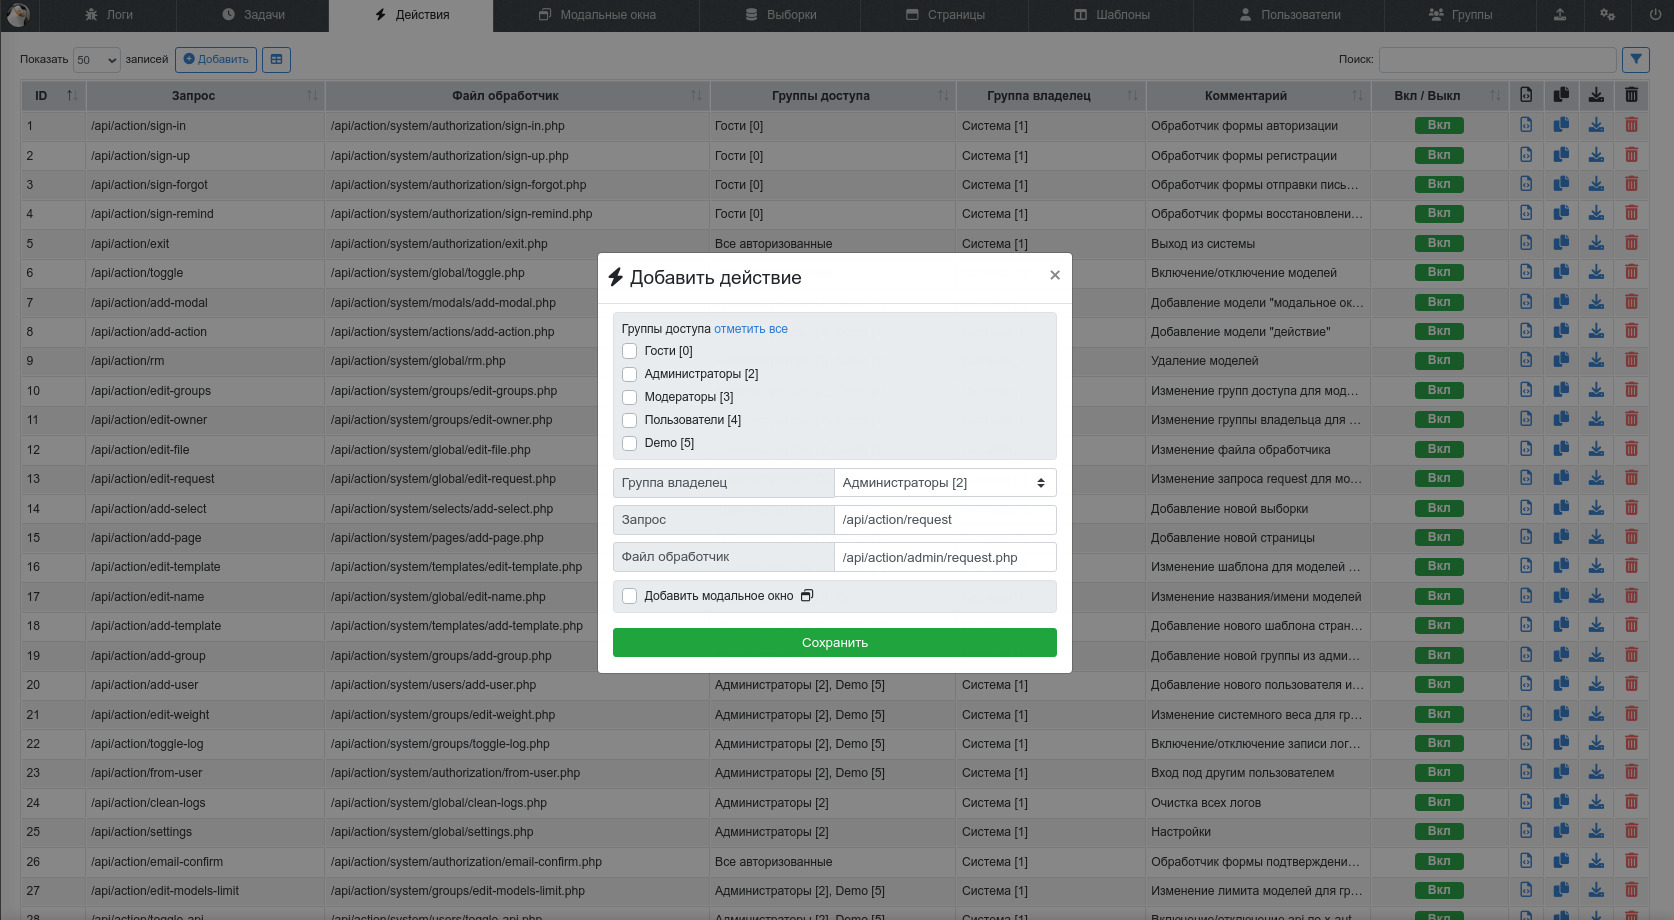 Логи Задачи Действия Модальные окна Выборки Страницы Шаблоны Пользователи Группы
Показать 50 записей Добавить Поиск:
ID Запрос Файл обработчик Группы доступа Группа владелец Комментарий Вкл / Выкл
1 /api/action/sign-in /api/action/system/authorization/sign-in.php Гости [0] Система [1] Обработчик формы авторизации Вкл
2 /api/action/sign-up /api/action/system/authorization/sign-up.php Гости [0] Система [1] Обработчик формы регистрации Вкл
3 /api/action/sign-forgot /api/action/system/authorization/sign-forgot.php Гости [0] Система [1] Обработчик формы отправки пись... Вкл
4 /api/action/sign-remind /api/action/system/authorization/sign-remind.php Гости [0] Система [1] Обработчик формы восстановлени... Вкл
5 /api/action/exit /api/action/system/authorization/exit.php Все авторизованные Система [1] Выход из системы Вкл
6 /api/action/toggle /api/action/system/global/toggle.php Включение/отключение моделей Вкл
7 /api/action/add-modal /api/action/system/modals/add-modal.php Добавление модели "модальное ок... Вкл
8 /api/action/add-action /api/action/system/actions/add-action.php Добавление модели "действие" Вкл
9 /api/action/rm /api/action/system/global/rm.php Удаление моделей Вкл
10 /api/action/edit-groups /api/action/system/groups/edit-groups.php Изменение групп доступа для мод... Вкл
11 /api/action/edit-owner /api/action/system/groups/edit-owner.php Изменение группы владельца для ... Вкл
12 /api/action/edit-file /api/action/system/global/edit-file.php Изменение файла обработчика Вкл
13 /api/action/edit-request /api/action/system/global/edit-request.php Изменение запроса request для мо... Вкл
14 /api/action/add-select /api/action/system/selects/add-select.php Добавление новой выборки Вкл
15 /api/action/add-page /api/action/system/pages/add-page.php Добавление новой страницы Вкл
16 /api/action/edit-template /api/action/system/templates/edit-template.php Изменение шаблона для моделей ... Вкл
17 /api/action/edit-name /api/action/system/global/edit-name.php Изменение названия/имени моделей Вкл
18 /api/action/add-template /api/action/system/templates/add-template.php Добавление нового шаблона стран... Вкл
19 /api/action/add-group /api/action/system/groups/add-group.php Добавление новой группы из адми... Вкл
20 /api/action/add-user /api/action/system/users/add-user.php Администраторы [2], Demo [5] Система [1] Добавление нового пользователя и... Вкл
21 /api/action/edit-weight /api/action/system/groups/edit-weight.php Администраторы [2], Demo [5] Система [1] Изменение системного веса для гр... Вкл
22 /api/action/toggle-log /api/action/system/groups/toggle-log.php Администраторы [2], Demo [5] Система [1] Включение/отключение записи лог... Вкл
23 /api/action/from-user /api/action/system/authorization/from-user.php Администраторы [2], Demo [5] Система [1] Вход под другим пользователем Вкл
24 /api/action/clean-logs /api/action/system/global/clean-logs.php Администраторы [2] Система [1] Очистка всех логов Вкл
25 /api/action/settings /api/action/system/global/settings.php Администраторы [2] Система [1] Настройки Вкл
26 /api/action/email-confirm /api/action/system/authorization/email-confirm.php Все авторизованные Система [1] Обработчик формы подтверждени... Вкл
27 /api/action/edit-models-limit /api/action/system/groups/edit-models-limit.php Администраторы [2], Demo [5] Система [1] Изменение лимита моделей для гр... Вкл
28 /api/action/toggle-api /api/action/system/users/toggle-api.php Администраторы [2], Demo [5] Система [1] Вкл
Добавить действие ×
Группы доступа отметить все
Гости [0]
Администраторы [2]
Модераторы [3]
Пользователи [4]
Demo [5]
Группа владелец Администраторы [2]
Запрос /api/action/request
Файл обработчик /api/action/admin/request.php
Добавить модальное окно
Сохранить